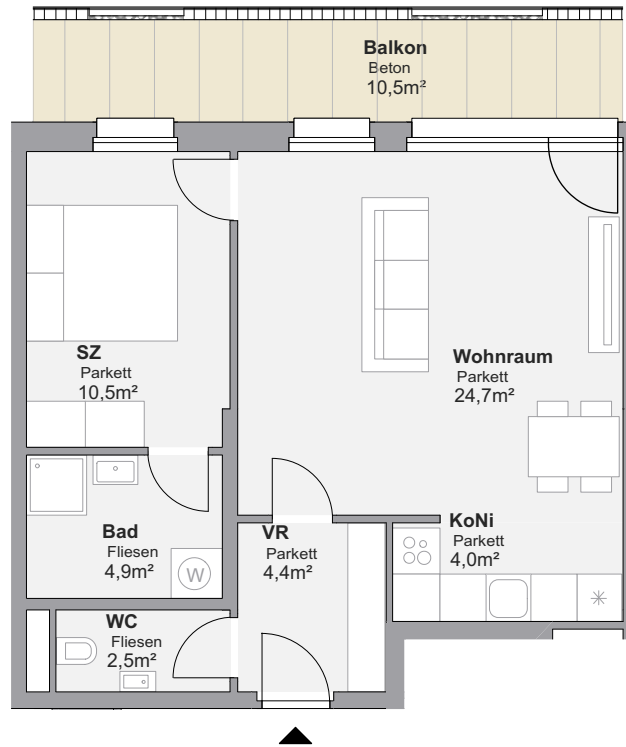 Balkon
Beton
10,5m²
SZ
Parkett
10,5m²
Wohnraum
Parkett
24,7m²
Bad
Fliesen
4,9m²
W
VR
Parkett
4,4m²
KoNi
Parkett
4,0m²
WC
Fliesen
2,5m²